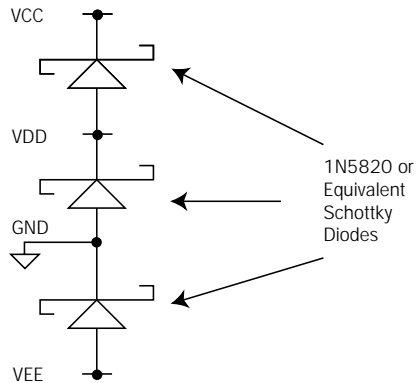 VCC
VDD
1N5820 or
Equivalent
Schottky
Diodes
GND
VEE